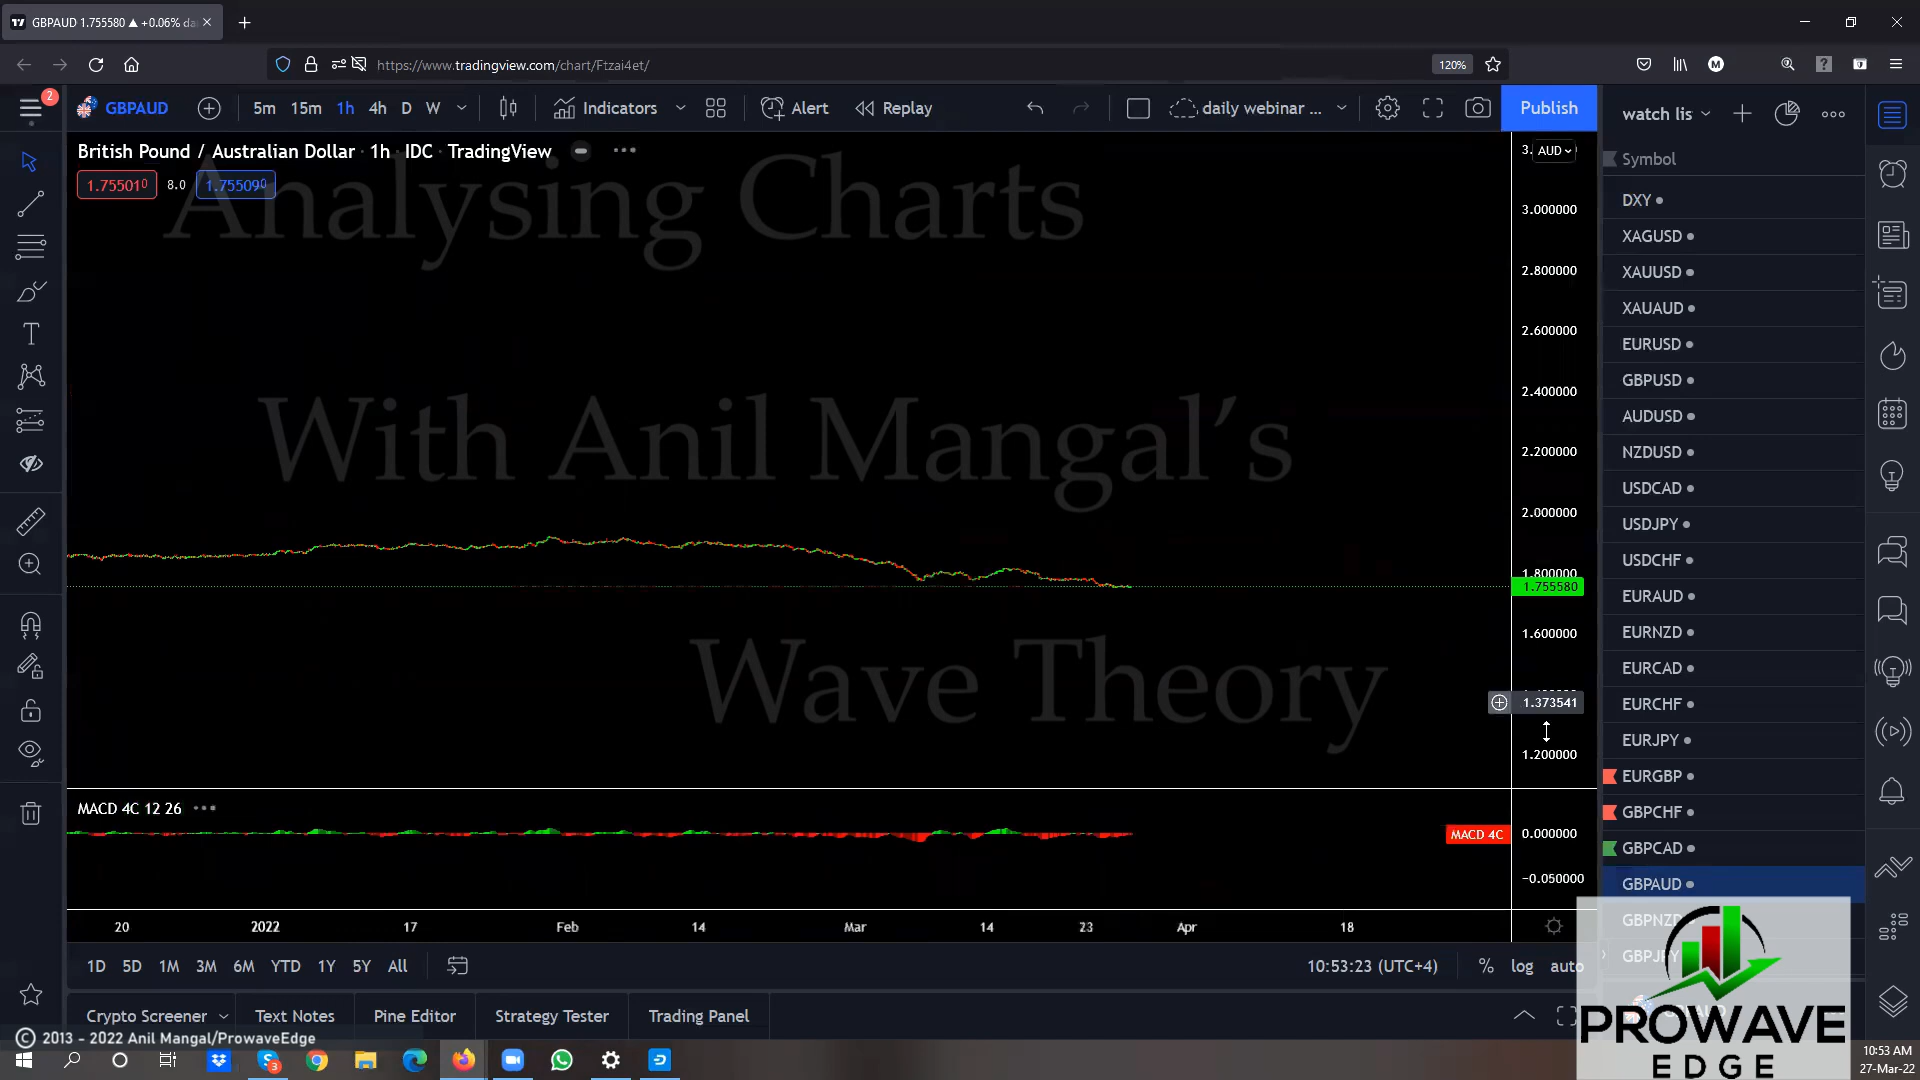 GBPAUD 1.755580 ▲ +0.06% da
https://www.tradingview.com/chart/Ftzai4et/
120%
M
2
GBPAUD
5m 15m 1h 4h D W
Indicators
Alert
Replay
daily webinar ...
Publish
watch lis
British Pound / Australian Dollar · 1h · IDC · TradingView
1.755010 8.0 1.755090
3.
AUD
Analysing Charts
With Anil Mangal's
Wave Theory
3.000000
2.800000
2.600000
2.400000
2.200000
2.000000
1.800000
1.755580
1.600000
1.373541
1.200000
Symbol
DXY
XAGUSD
XAUUSD
XAUAUD
EURUSD
GBPUSD
AUDUSD
NZDUSD
USDCAD
USDJPY
USDCHF
EURAUD
EURNZD
EURCAD
EURCHF
EURJPY
EURGBP
GBPCHF
GBPCAD
GBPAUD
GBPNZD
GBPJPY
MACD 4C 12 26
MACD 4C
0.000000
−0.050000
20 2022 17 Feb 14 Mar 14 23 Apr 18
1D 5D 1M 3M 6M YTD 1Y 5Y All
10:53:23 (UTC+4)
% log auto
Crypto Screener Text Notes Pine Editor Strategy Tester Trading Panel
© 2013 - 2022 Anil Mangal/ProwaveEdge
PROWAVE
EDGE
3
10:53 AM
27-Mar-22